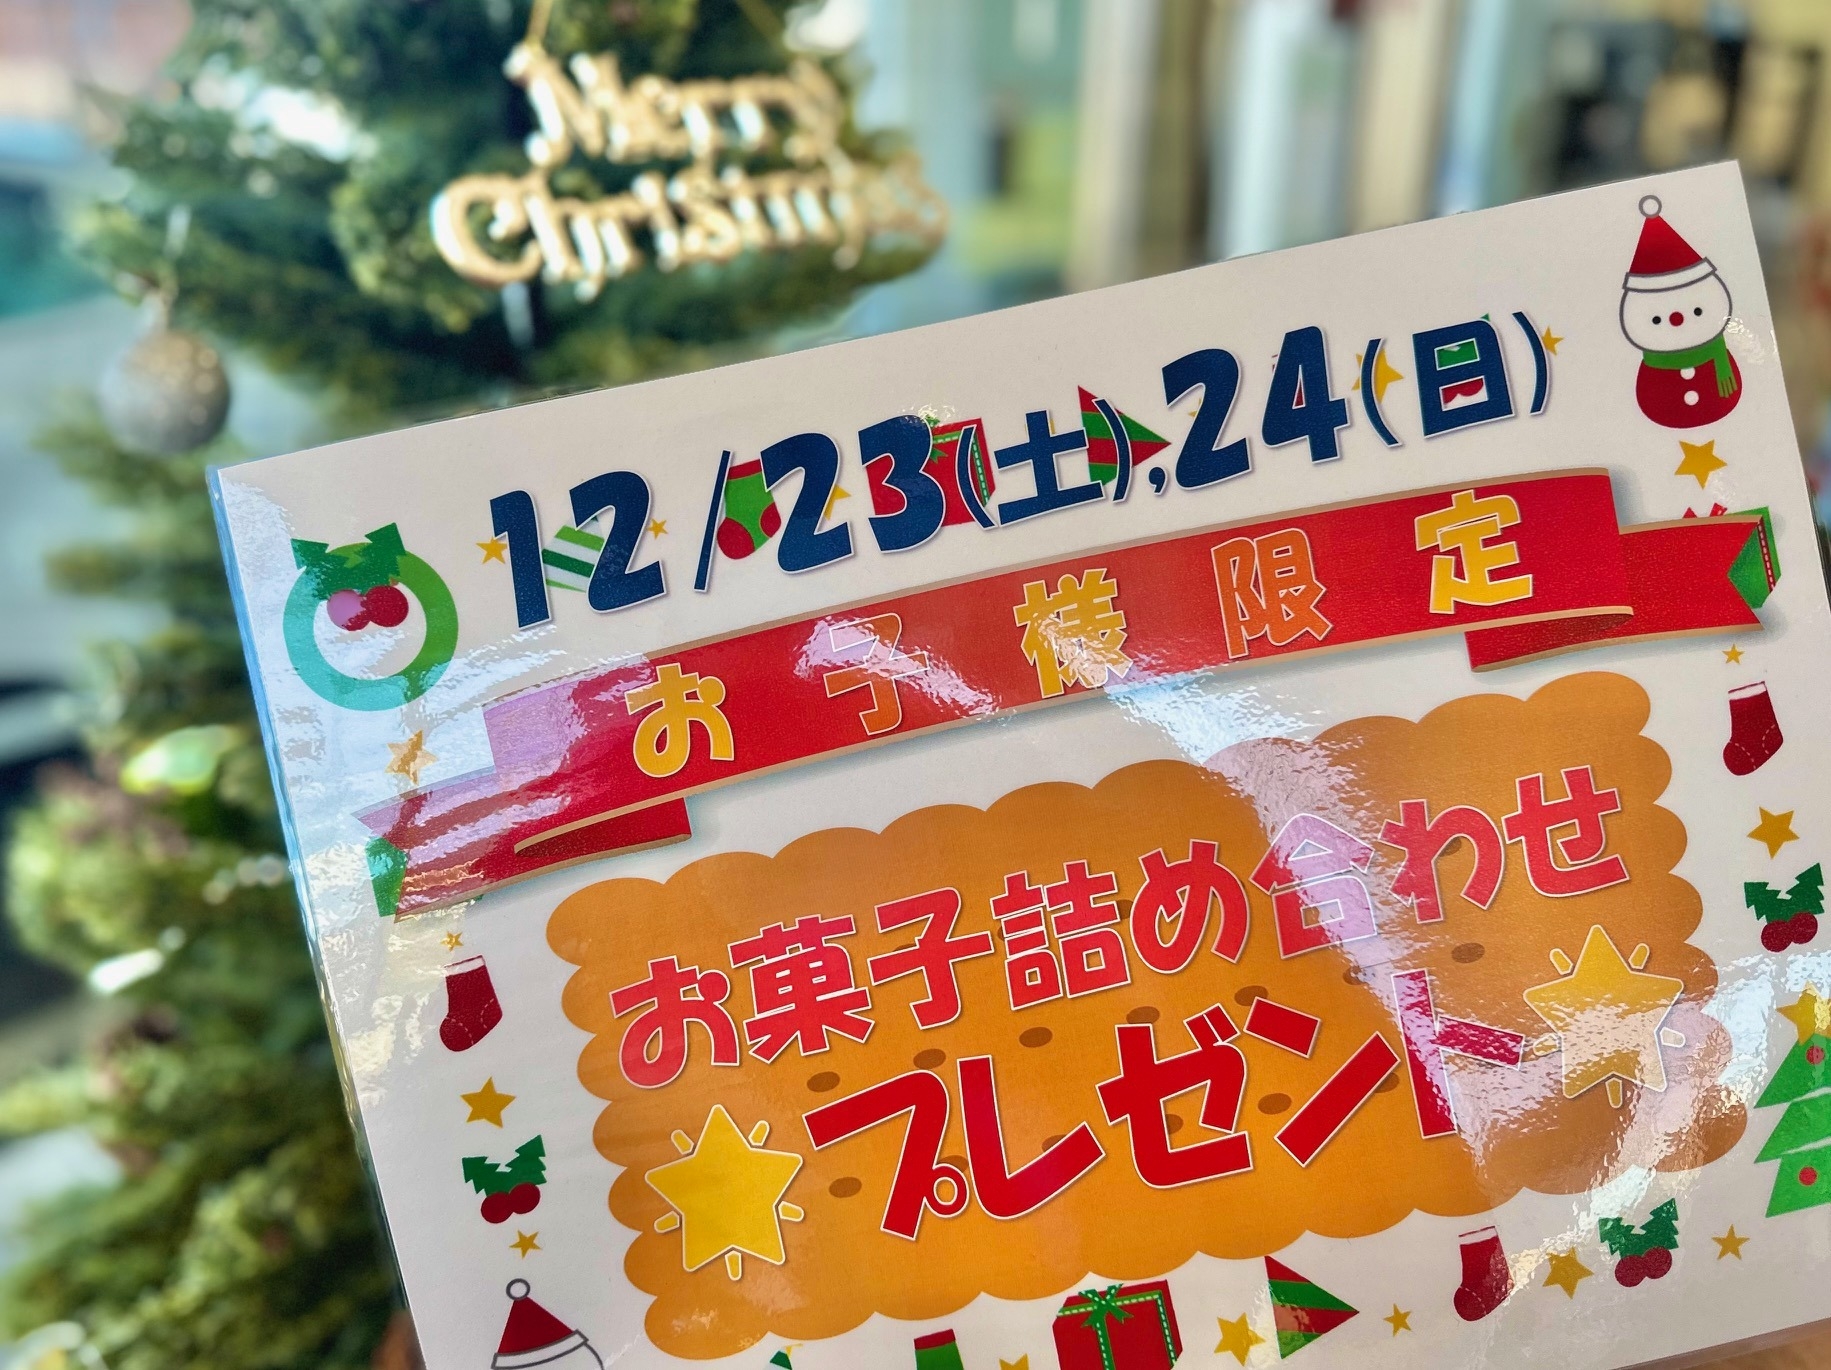 Merry
Christmas
12/23(土),24(日)
お子様限定
お菓子詰め合わせ
プレゼント